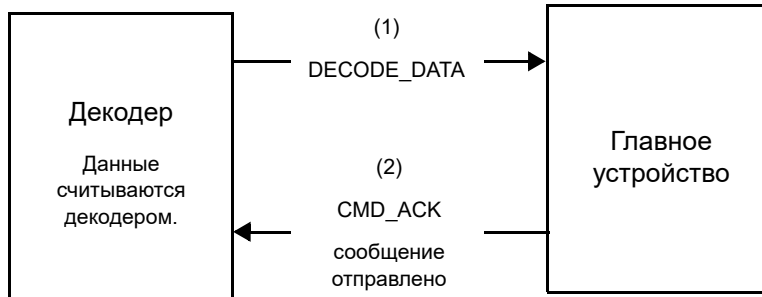 Декодер
Данные
считываются
декодером.
(1)
DECODE_DATA
(2)
CMD_ACK
сообщение
отправлено
Главное
устройство